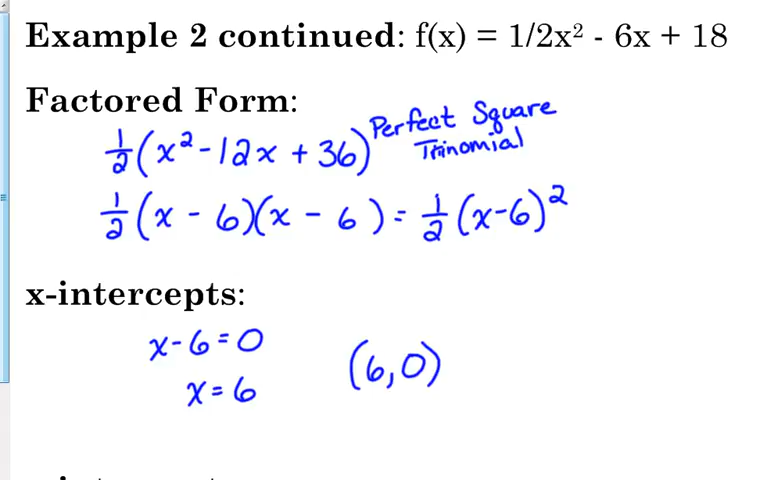 Example 2 continued: f(x) = 1/2x² - 6x + 18
Factored Form:
½(x² - 12x + 36) Perfect Square
Trinomial
½(x - 6)(x - 6) = ½(x-6)²
x-intercepts:
x - 6 = 0
x = 6
(6,0)